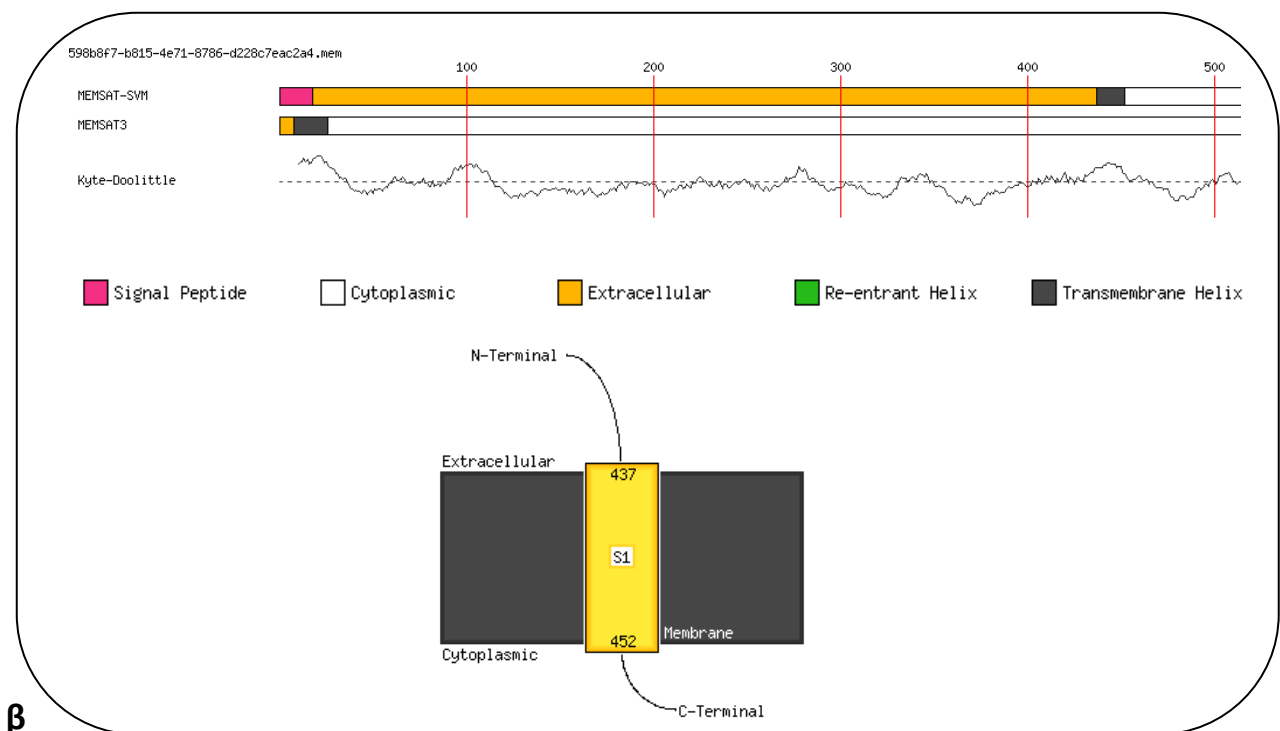 598b8f7-b815-4e71-8786-d228c7eac2a4.mem
100 200 300 400 500
MEMSAT-SVM
MEMSAT3
Kyte-Doolittle
Signal Peptide Cytoplasmic Extracellular Re-entrant Helix Transmembrane Helix
N-Terminal
Extracellular
437
S1
Membrane
452
Cytoplasmic
C-Terminal
β